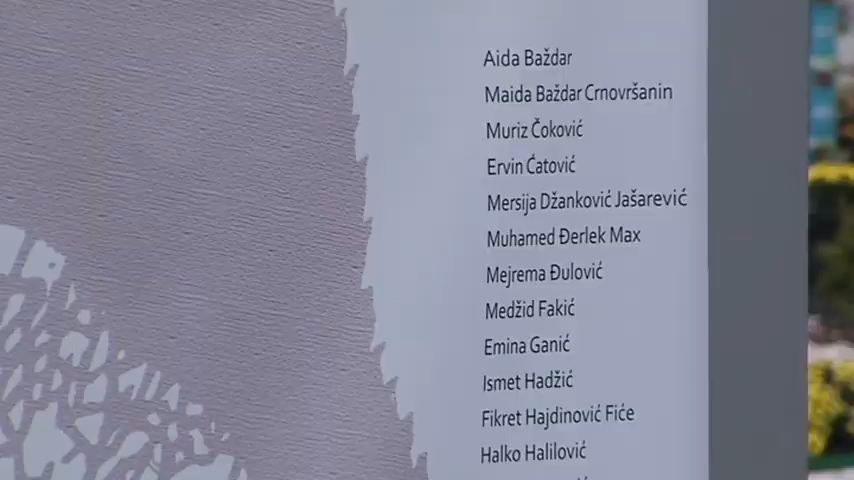 Aida Baždar
Maida Baždar Crnovršanin
Muriz Čoković
Ervin Ćatović
Mersija Džanković Jašarević
Muhamed Đerlek Max
Mejrema Đulović
Medžid Fakić
Emina Ganić
Ismet Hadžić
Fikret Hajdinović Fiće
Halko Halilović